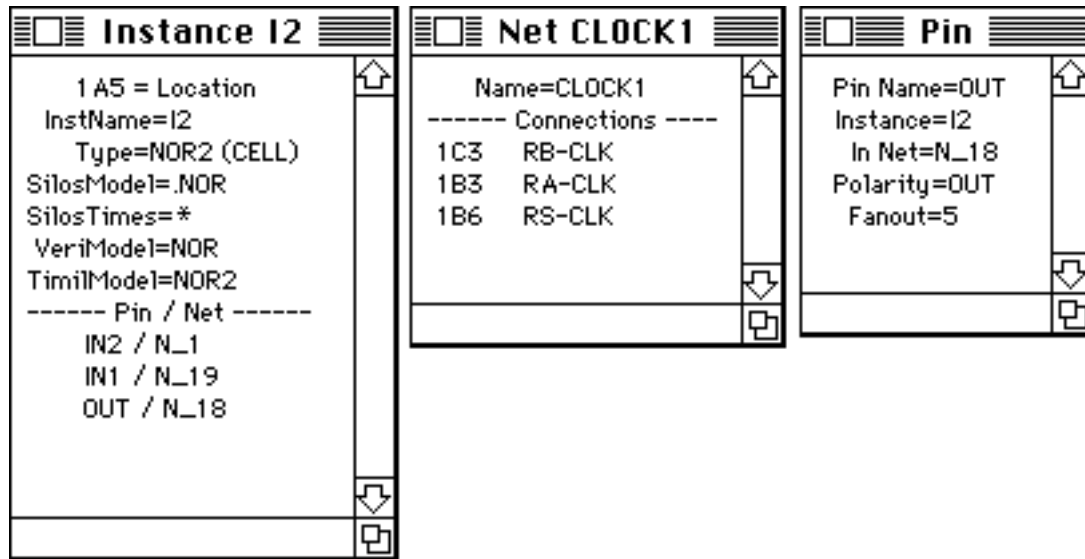 Instance I2
1A5 = Location
InstName=I2
Type=NOR2 (CELL)
SilosModel=.NOR
SilosTimes=*
VeriModel=NOR
TimilModel=NOR2
------ Pin / Net ------
IN2 / N_1
IN1 / N_19
OUT / N_18
Net CLOCK1
Name=CLOCK1
------ Connections ----
1C3 RB-CLK
1B3 RA-CLK
1B6 RS-CLK
Pin
Pin Name=OUT
Instance=I2
In Net=N_18
Polarity=OUT
Fanout=5